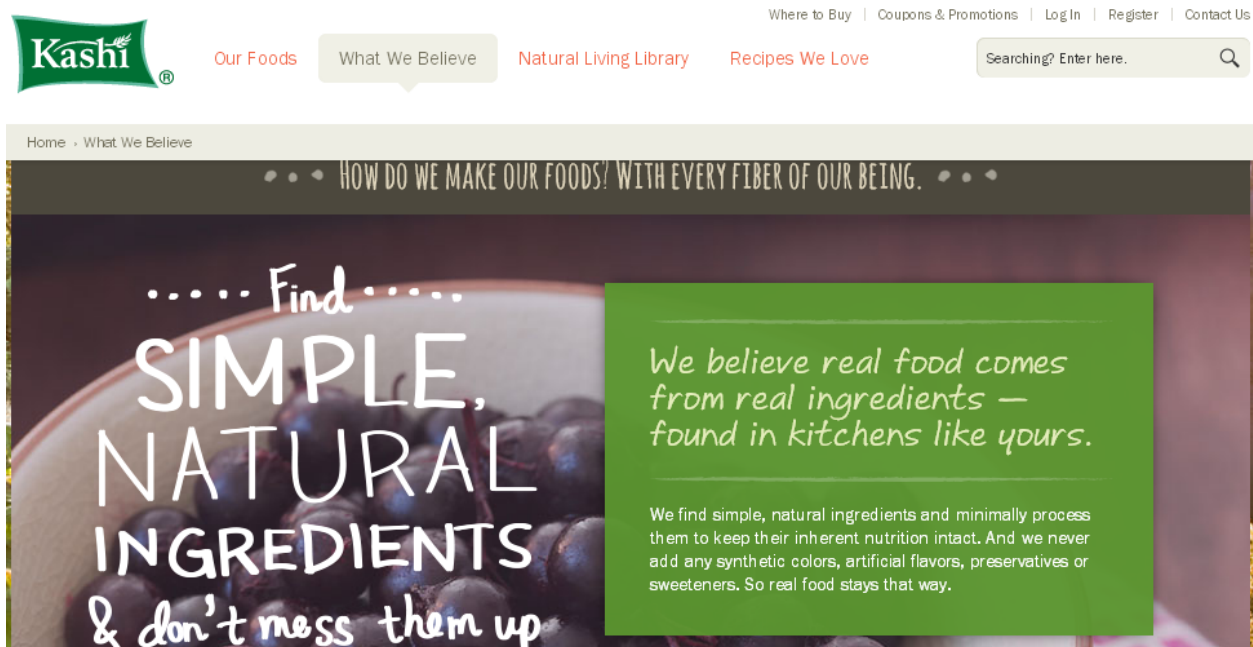 Where to Buy | Coupons & Promotions | Log In | Register | Contact Us
Kashi®
Our Foods What We Believe Natural Living Library Recipes We Love
Searching? Enter here.
Home › What We Believe
HOW DO WE MAKE OUR FOODS? WITH EVERY FIBER OF OUR BEING.
Find
SIMPLE,
NATURAL
INGREDIENTS
& don't mess them up
We believe real food comes
from real ingredients —
found in kitchens like yours.
We find simple, natural ingredients and minimally process
them to keep their inherent nutrition intact. And we never
add any synthetic colors, artificial flavors, preservatives or
sweeteners. So real food stays that way.